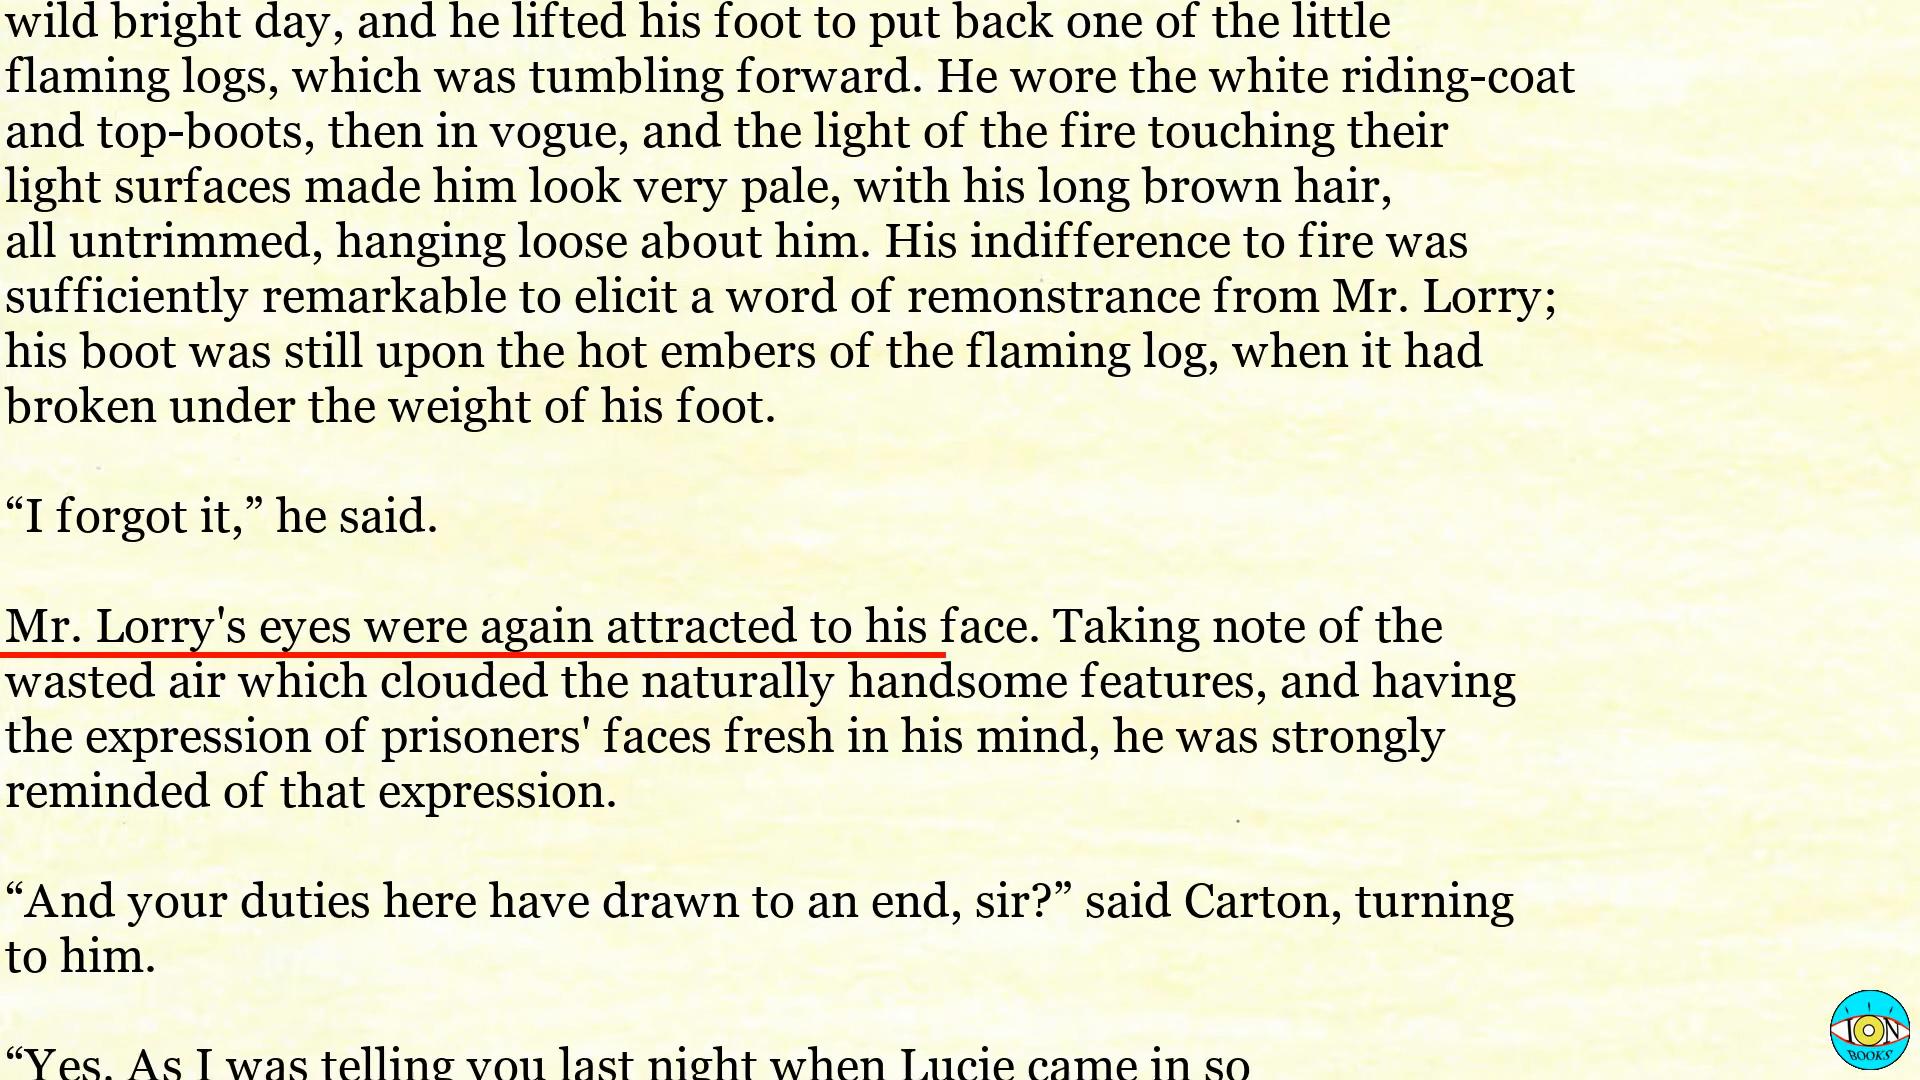 wild bright day, and he lifted his foot to put back one of the little
flaming logs, which was tumbling forward. He wore the white riding-coat
and top-boots, then in vogue, and the light of the fire touching their
light surfaces made him look very pale, with his long brown hair,
all untrimmed, hanging loose about him. His indifference to fire was
sufficiently remarkable to elicit a word of remonstrance from Mr. Lorry;
his boot was still upon the hot embers of the flaming log, when it had
broken under the weight of his foot.
“I forgot it,” he said.
Mr. Lorry's eyes were again attracted to his face. Taking note of the
wasted air which clouded the naturally handsome features, and having
the expression of prisoners' faces fresh in his mind, he was strongly
reminded of that expression.
“And your duties here have drawn to an end, sir?” said Carton, turning
to him.
“Yes. As I was telling you last night when Lucie came in so
ION
BOOKS